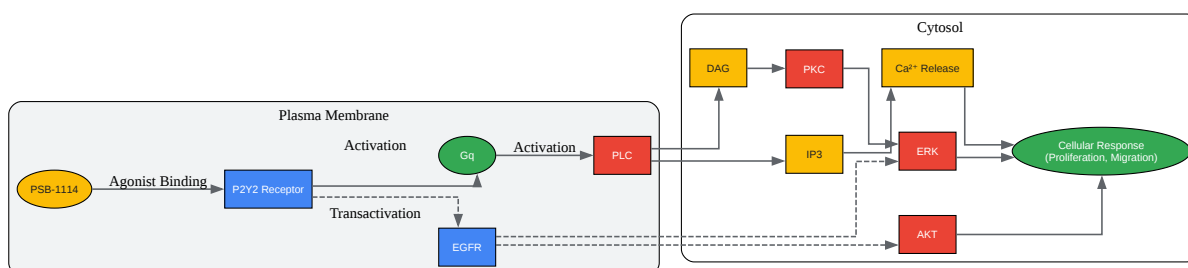 Cytosol
DAG
PKC
Ca²⁺ Release
Plasma Membrane
Activation
Gq
Activation
PLC
IP3
ERK
Cellular Response
(Proliferation, Migration)
PSB-1114
Agonist Binding
P2Y2 Receptor
Transactivation
EGFR
AKT